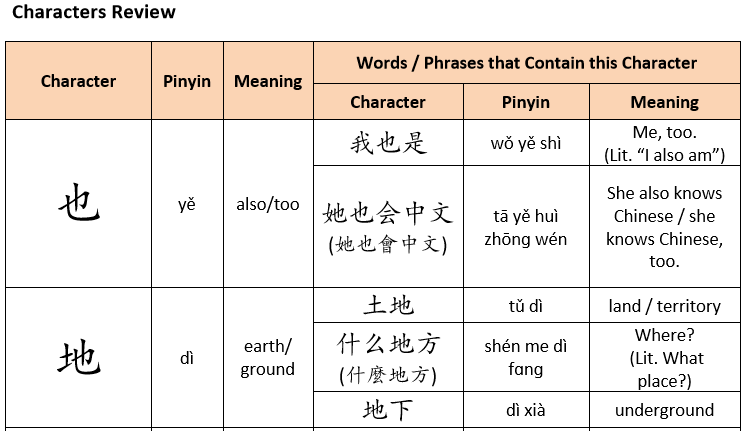 Characters Review
Character
Pinyin
Meaning
Words / Phrases that Contain this Character
Character
Pinyin
Meaning
也
yě
also/too
我也是
wǒ yě shì
Me, too.
(Lit. “I also am”)
她也会中文
(她也會中文)
tā yě huì
zhōng wén
She also knows
Chinese / she
knows Chinese,
too.
地
dì
earth/
ground
土地
tǔ dì
land / territory
什么地方
(什麼地方)
shén me dì
fɑng
Where?
(Lit. What
place?)
地下
dì xià
underground